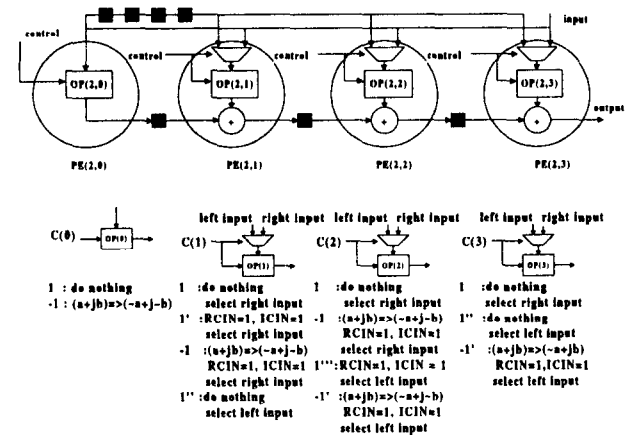 input
control
control
control
control
OP(2,0)
OP(2,1)
OP(2,2)
OP(2,3)
output
+
+
+
PE(2,0)
PE(2,1)
PE(2,2)
PE(2,3)
left input right input
left input right input
left input right input
C(0)
OP(0)
C(1)
OP(1)
C(2)
OP(2)
C(3)
OP(3)
1 : do nothing
-1 : (a+jb)=>(~a+j~b)
1 :do nothing
select right input
1' :RCIN=1, ICIN=1
select right input
-1 :(a+jb)=>(~a+j~b)
RCIN=1, ICIN=1
select right input
1'' :do nothing
select left input
1 :do nothing
select right input
-1 :(a+jb)=>(~a+j~b)
RCIN=1, ICIN=1
select right input
1''':RCIN=1, ICIN = 1
select left input
-1' :(a+jb)=>(~a+j~b)
RCIN=1, ICIN=1
select left input
1 :do nothing
select right input
1'' :do nothing
select left input
-1' :(a+jb)=>(~a+j~b)
RCIN=1,ICIN=1
select left input